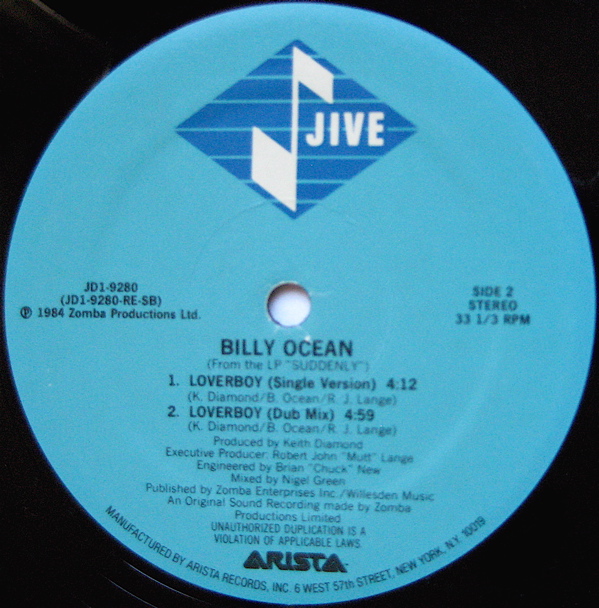 JIVE
JD1-9280
(JD1-9280-RE-SB)
℗ 1984 Zomba Productions Ltd.
SIDE 2
STEREO
33 1/3 RPM
BILLY OCEAN
(From the LP "SUDDENLY")
1. LOVERBOY (Single Version) 4:12
(K. Diamond/B. Ocean/R. J. Lange)
2. LOVERBOY (Dub Mix) 4:59
(K. Diamond/B. Ocean/R. J. Lange)
Produced by Keith Diamond
Executive Producer: Robert John "Mutt" Lange
Engineered by Brian "Chuck" New
Mixed by Nigel Green
Published by Zomba Enterprises Inc./Willesden Music
An Original Sound Recording made by Zomba
Productions Limited
UNAUTHORIZED DUPLICATION IS A
VIOLATION OF APPLICABLE LAWS
ARISTA
MANUFACTURED BY ARISTA RECORDS, INC. 6 WEST 57th STREET, NEW YORK, N.Y. 10019